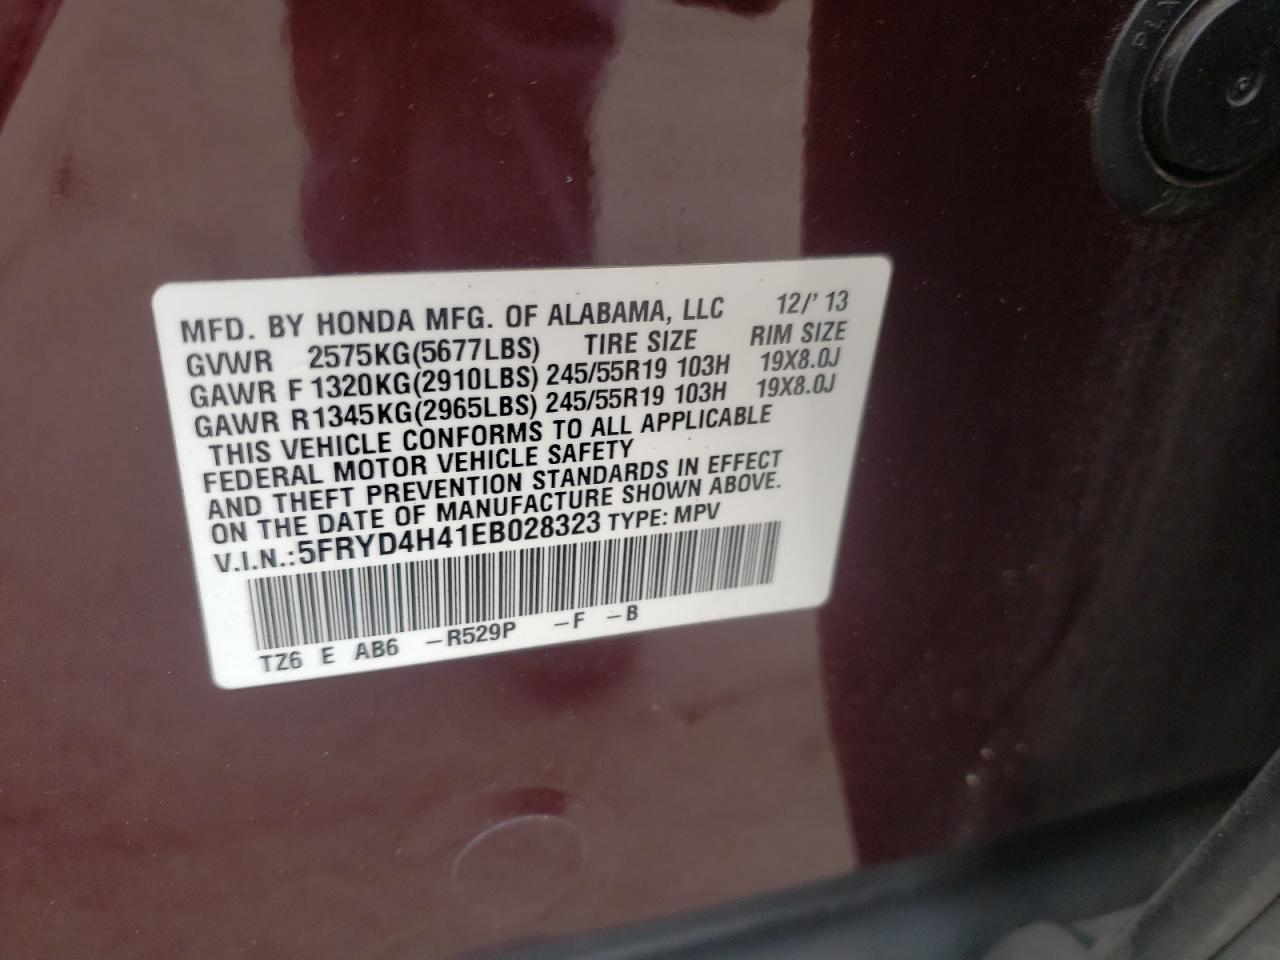 MFD. BY HONDA MFG. OF ALABAMA, LLC 12/' 13
GVWR 2575KG(5677LBS) TIRE SIZE RIM SIZE
GAWR F 1320KG(2910LBS) 245/55R19 103H 19X8.0J
GAWR R1345KG(2965LBS) 245/55R19 103H 19X8.0J
THIS VEHICLE CONFORMS TO ALL APPLICABLE
FEDERAL MOTOR VEHICLE SAFETY
AND THEFT PREVENTION STANDARDS IN EFFECT
ON THE DATE OF MANUFACTURE SHOWN ABOVE.
V.I.N.:5FRYD4H41EB028323 TYPE: MPV
TZ6 E AB6 –R529P –F –B